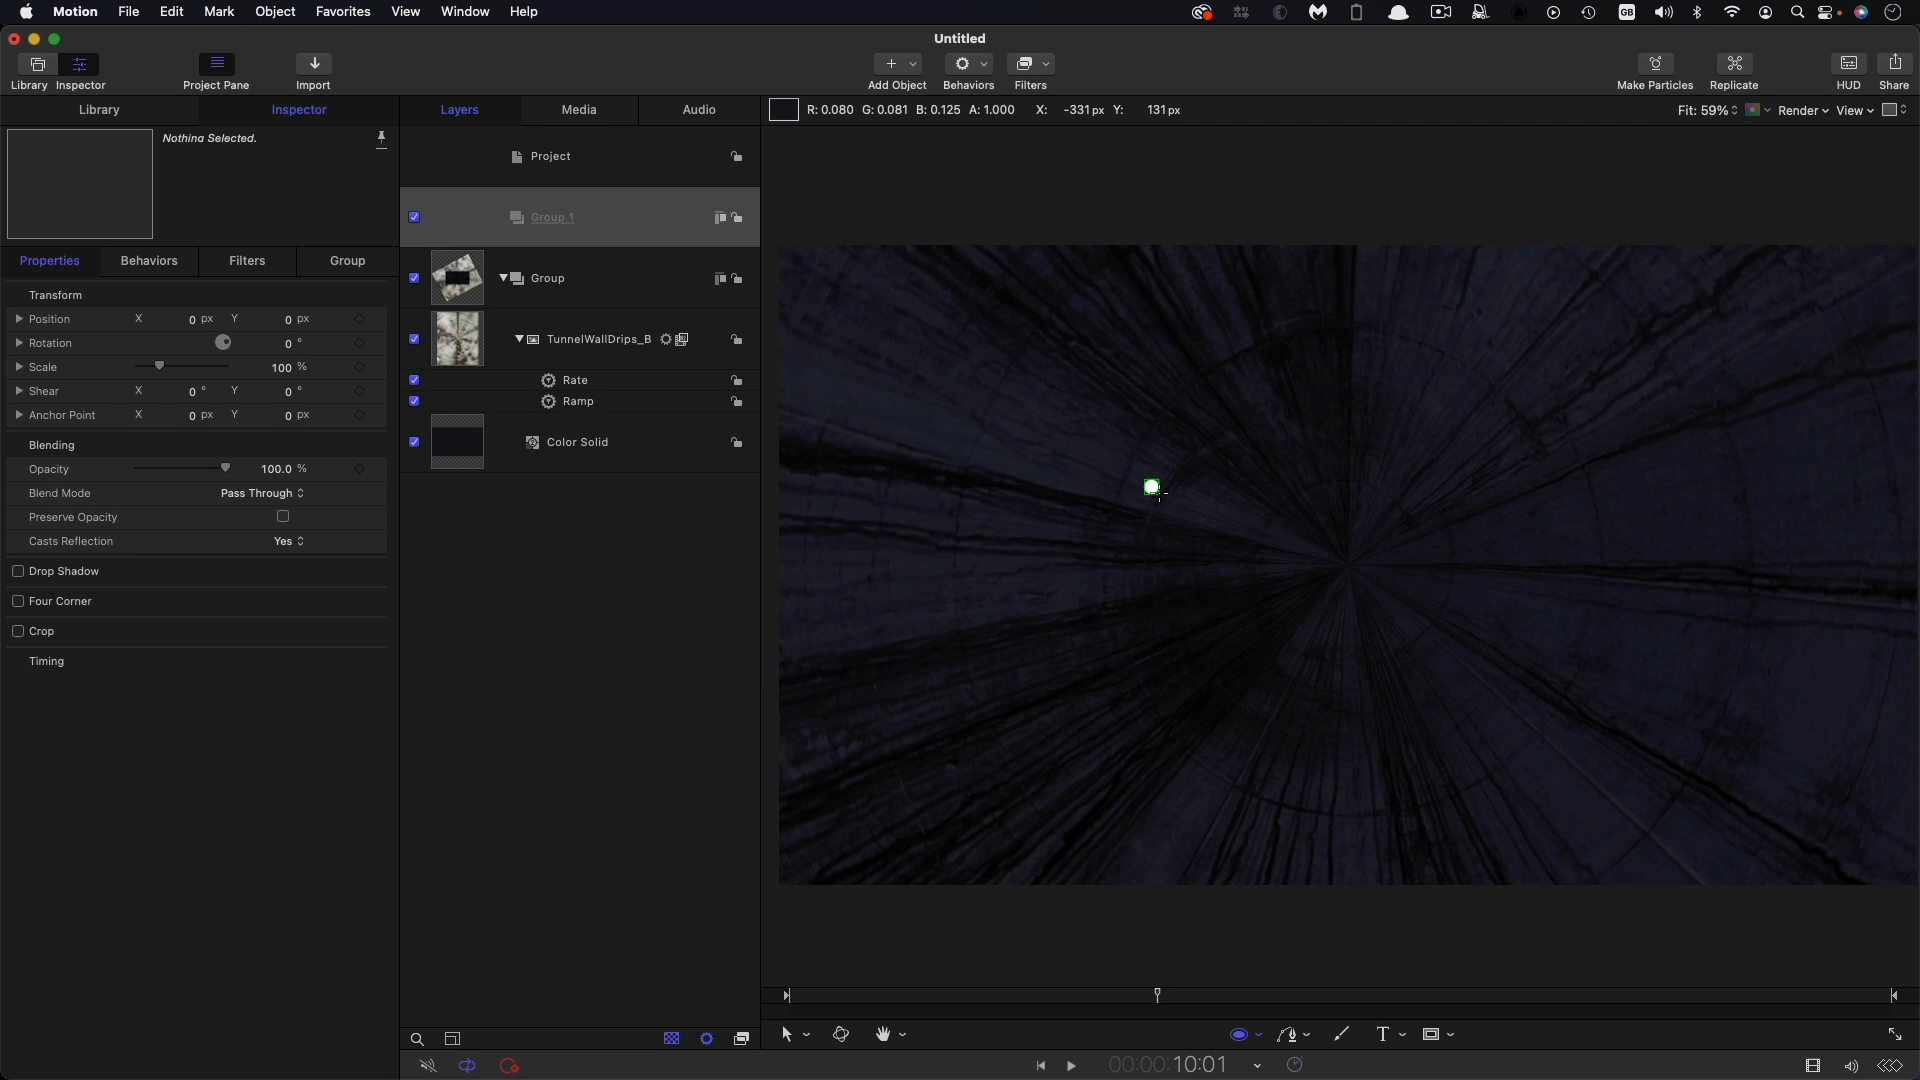 Motion File Edit Mark Object Favorites View Window Help
GB
Untitled
Library Inspector Project Pane Import Add Object Behaviors Filters Make Particles Replicate HUD Share
Library Inspector Layers Media Audio R: 0.080 G: 0.081 B: 0.125 A: 1.000 X: -331 px Y: 131 px Fit: 59% Render View
Nothing Selected.
Project
Group 1
Properties Behaviors Filters Group
Group
Transform
Position X 0 px Y 0 px
Rotation 0 °
TunnelWallDrips_B
Scale 100 %
Rate
Shear X 0 ° Y 0 °
Ramp
Anchor Point X 0 px Y 0 px
Blending
Color Solid
Opacity 100.0 %
Blend Mode Pass Through
Preserve Opacity
Casts Reflection Yes
Drop Shadow
Four Corner
Crop
Timing
T
00:00:10:01